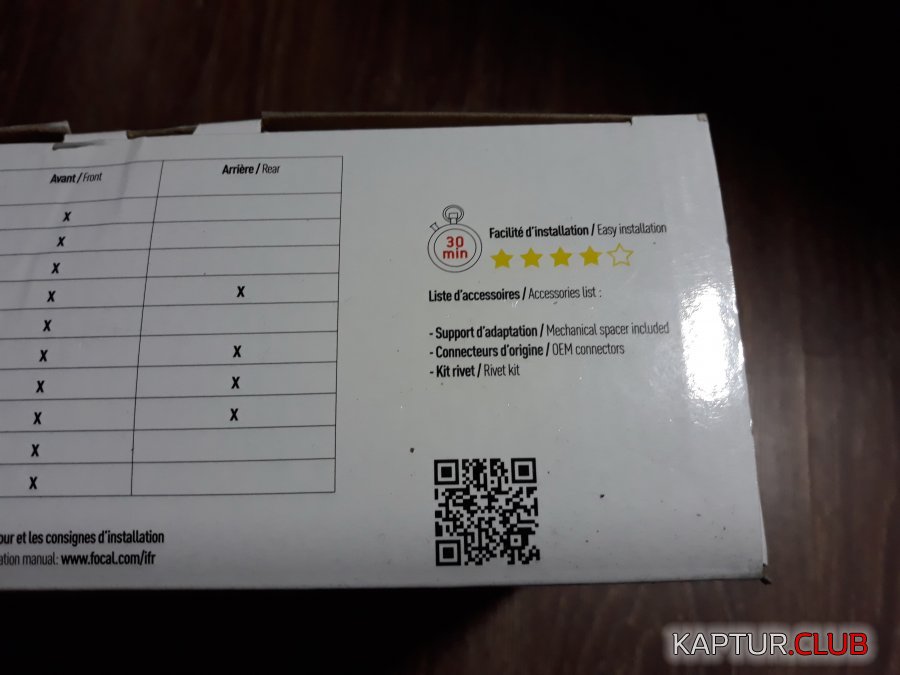 Avant / Front Arrière / Rear
X
X
X
X X
X
X X
X X
X X
X
X
30
min
Facilité d'installation / Easy installation
Liste d'accessoires / Accessories list :
- Support d'adaptation / Mechanical spacer included
- Connecteurs d'origine / OEM connectors
- Kit rivet / Rivet kit
et les consignes d'installation
manual: www.focal.com/ifr
KAPTUR.CLUB